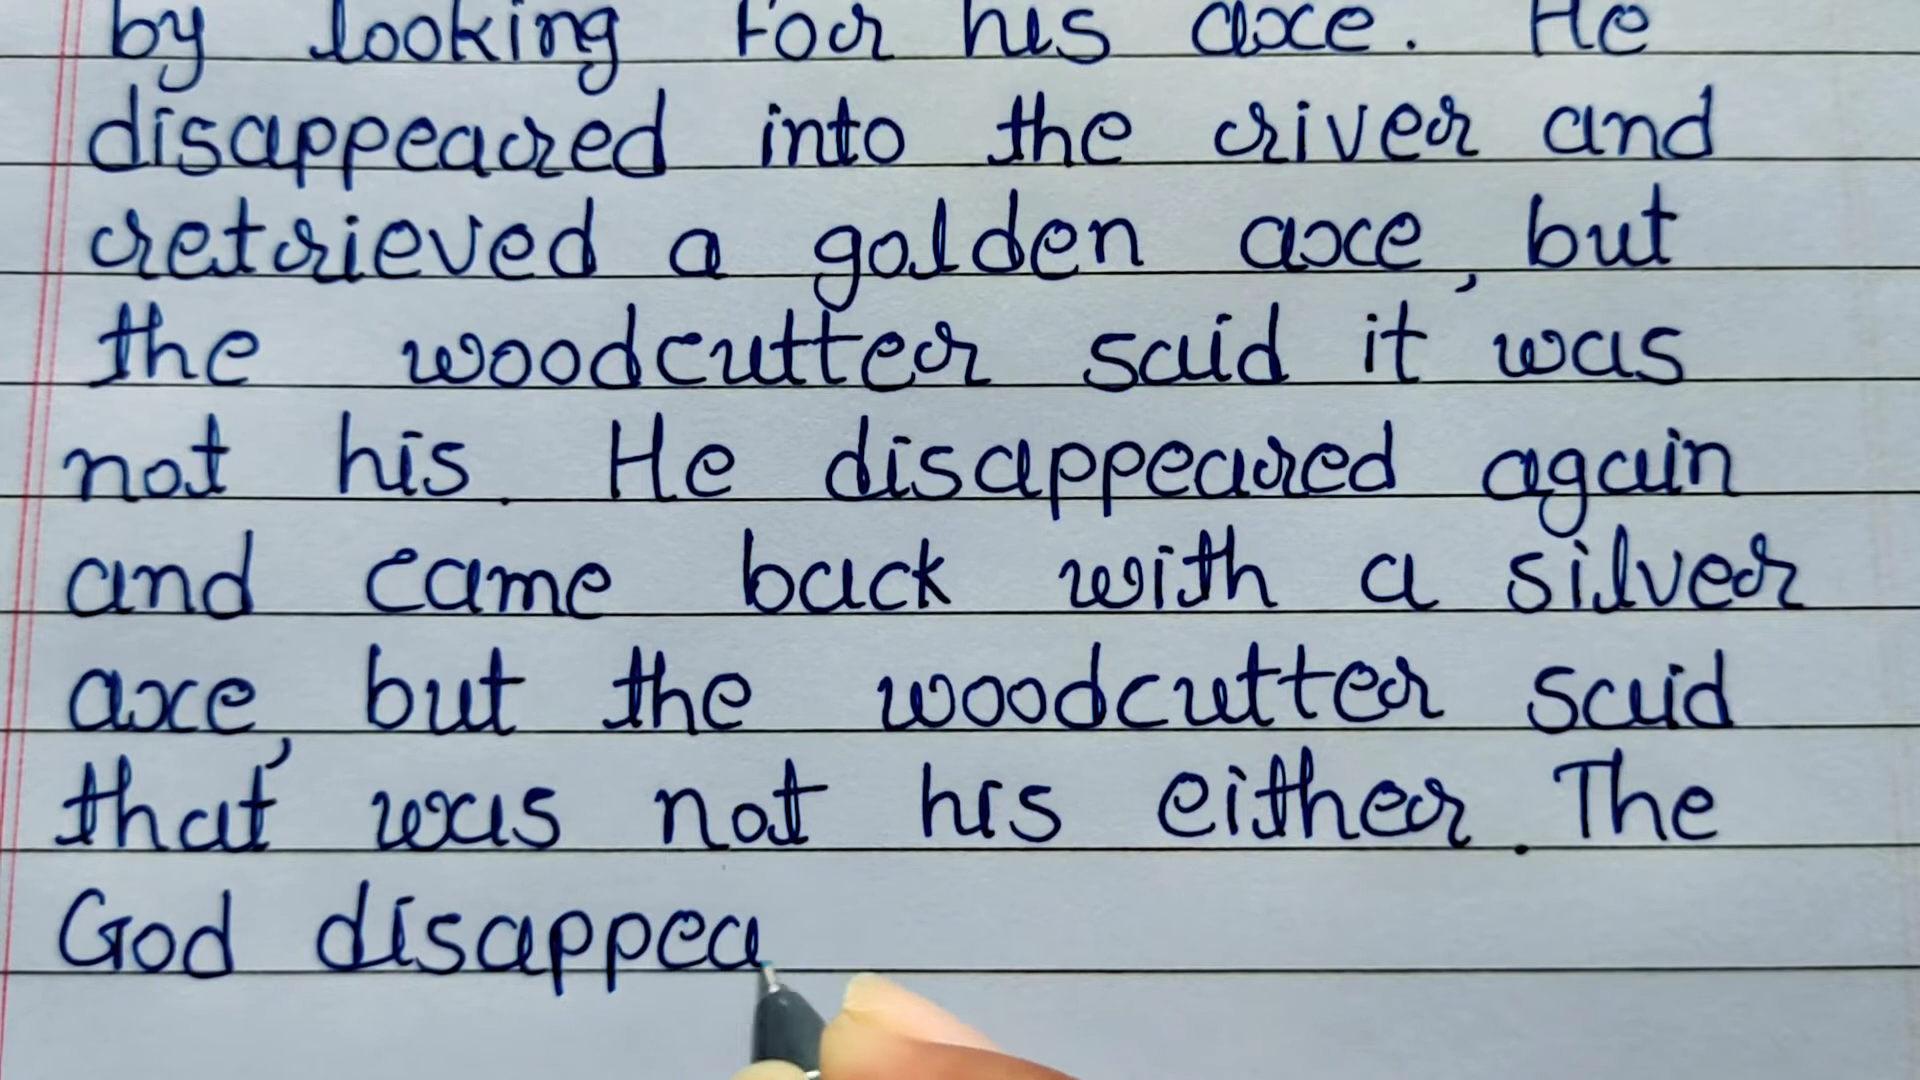 by looking for his axe. He
disappeared into the river and
retrieved a golden axe, but
the woodcutter said it was
not his. He disappeared again
and came back with a silver
axe, but the woodcutter said
that was not his either. The
God disappea